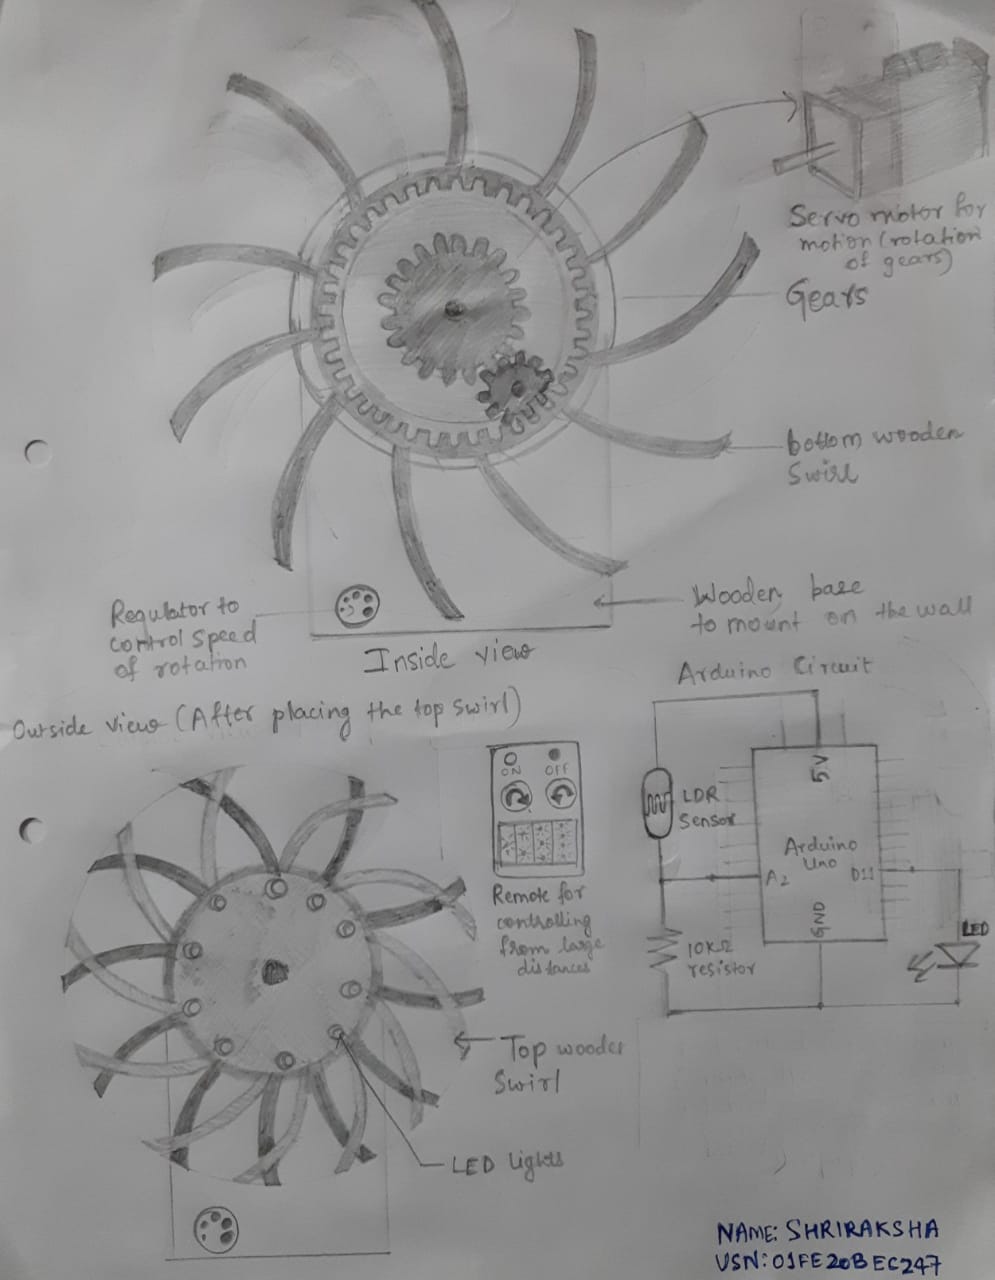 Servo motor for
motion (rotation
of gears)
Gears
bottom wooden
Swirl
Wooden base
to mount on the wall
Regulator to
control speed
of rotation
Inside view
Outside view (After placing the top swirl)
ON OFF
Remote for
controlling
from large
distances
Top wooden
Swirl
LED lights
Arduino Circuit
5V
LDR
Sensor
Arduino
Uno
A2
D11
GND
10KΩ
resistor
LED
NAME: SHRIRAKSHA
USN: 01FE20BEC247